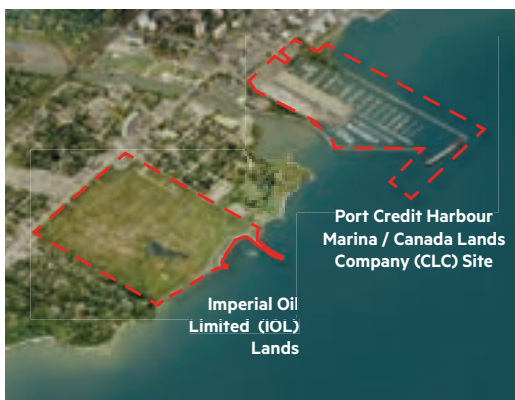 Port Credit Harbour
Marina / Canada Lands
Company (CLC) Site
Imperial Oil
Limited (IOL)
Lands